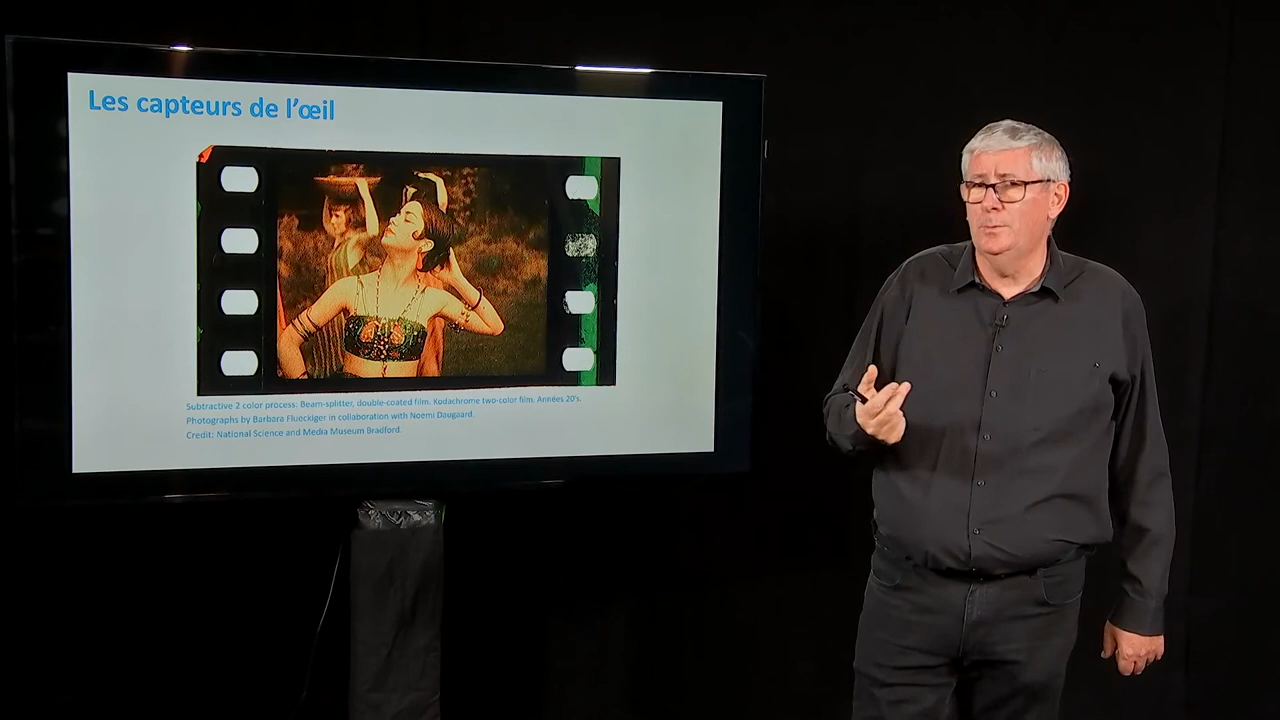 Les capteurs de l'œil
Subtractive 2 color process: Beam-splitter, double-coated film. Kodachrome two-color film. Années 20's.
Photographs by Barbara Flueckiger in collaboration with Noemi Daugaard.
Credit: National Science and Media Museum Bradford.